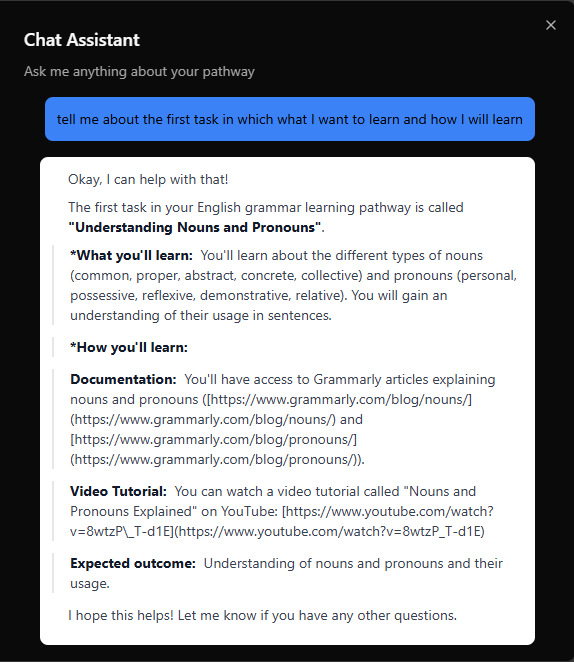 Chat Assistant
Ask me anything about your pathway
tell me about the first task in which what I want to learn and how I will learn
Okay, I can help with that!
The first task in your English grammar learning pathway is called
"Understanding Nouns and Pronouns".
*What you'll learn: You'll learn about the different types of nouns
(common, proper, abstract, concrete, collective) and pronouns (personal,
possessive, reflexive, demonstrative, relative). You will gain an
understanding of their usage in sentences.
*How you'll learn:
Documentation: You'll have access to Grammarly articles explaining
nouns and pronouns ([https://www.grammarly.com/blog/nouns/]
(https://www.grammarly.com/blog/nouns/) and
[https://www.grammarly.com/blog/pronouns/]
(https://www.grammarly.com/blog/pronouns/)).
Video Tutorial: You can watch a video tutorial called "Nouns and
Pronouns Explained" on YouTube: [https://www.youtube.com/watch?
v=8wtzP\_T-d1E](https://www.youtube.com/watch?v=8wtzP_T-d1E)
Expected outcome: Understanding of nouns and pronouns and their
usage.
I hope this helps! Let me know if you have any other questions.